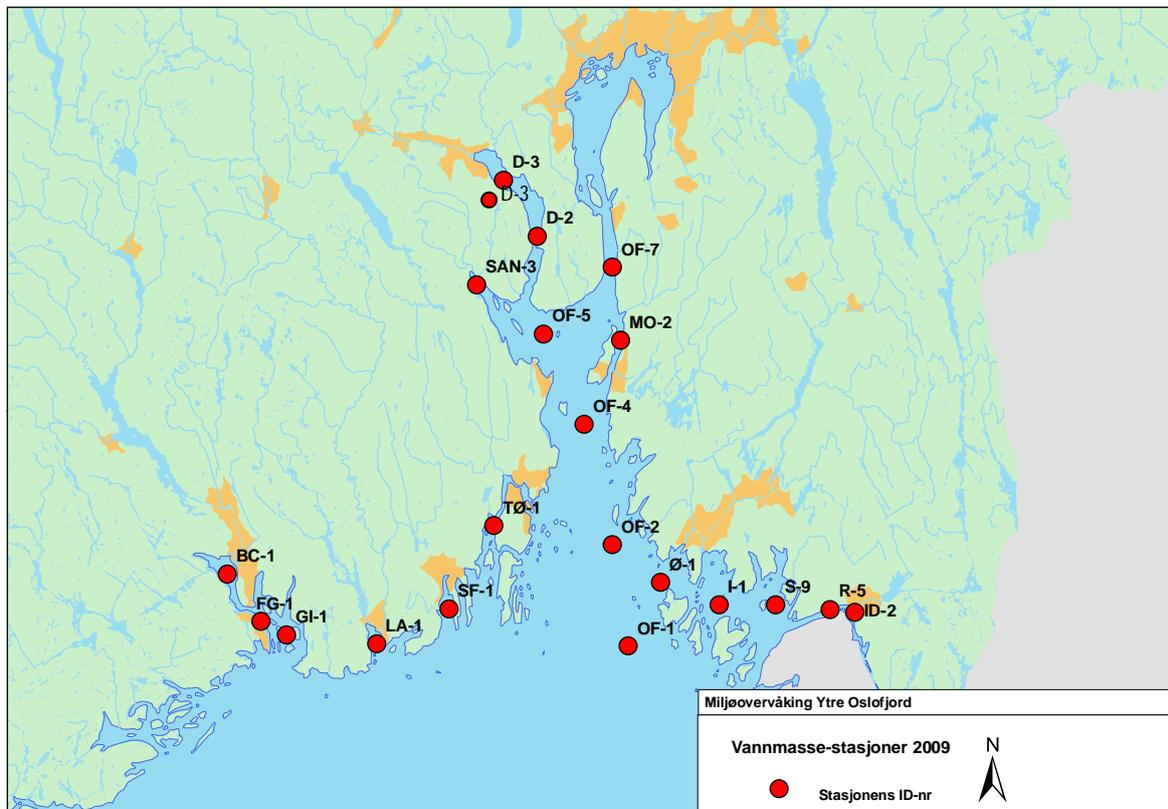 D-3
D-3
D-2
OF-7
SAN-3
OF-5
MO-2
OF-4
TØ-1
OF-2
BC-1
Ø-1
I-1
S-9
R-5
SF-1
FG-1
ID-2
GI-1
LA-1
OF-1
Miljøovervåking Ytre Oslofjord
Vannmasse-stasjoner 2009
N
Stasjonens ID-nr